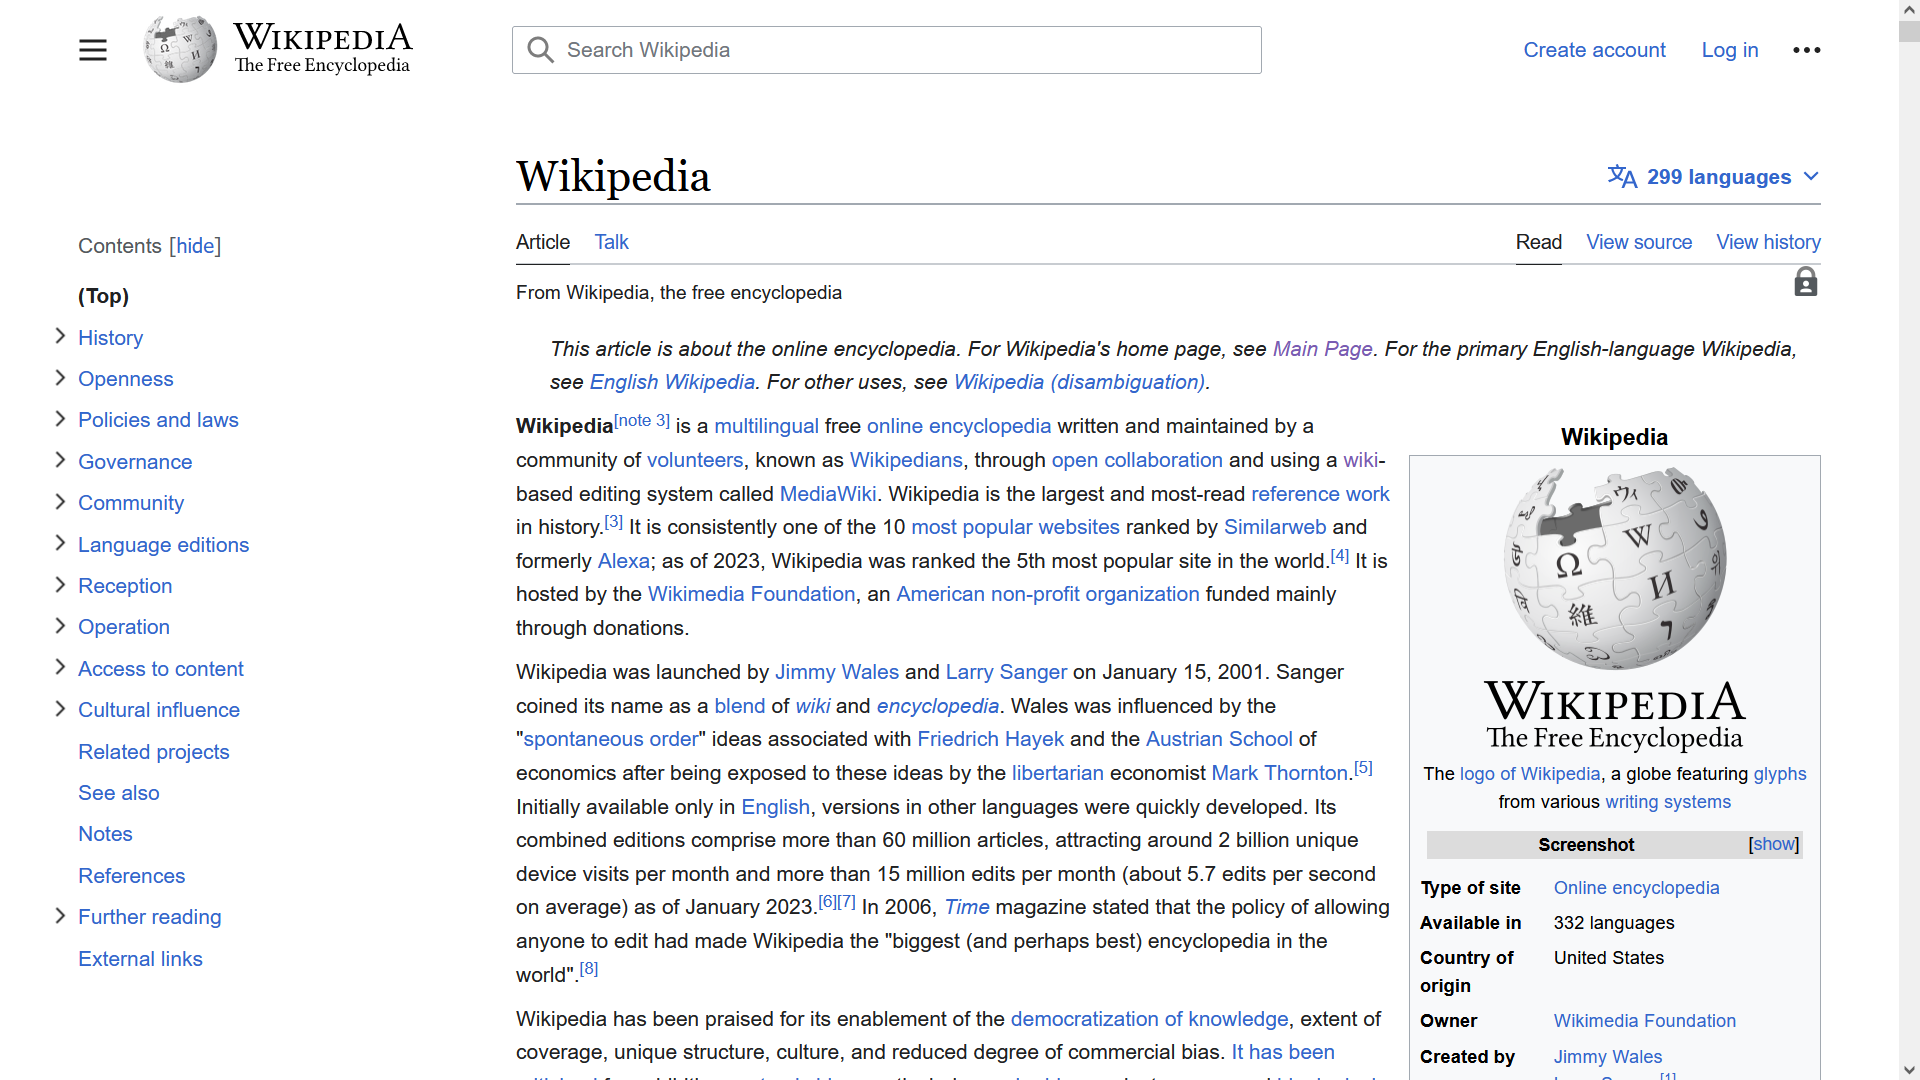 WIKIPEDIA
The Free Encyclopedia
Search Wikipedia
Create account
Log in
Wikipedia
299 languages
Article
Talk
Read
View source
View history
From Wikipedia, the free encyclopedia
Contents [hide]
(Top)
History
Openness
Policies and laws
Governance
Community
Language editions
Reception
Operation
Access to content
Cultural influence
Related projects
See also
Notes
References
Further reading
External links
This article is about the online encyclopedia. For Wikipedia's home page, see Main Page. For the primary English-language Wikipedia,
see English Wikipedia. For other uses, see Wikipedia (disambiguation).
Wikipedia[note 3] is a multilingual free online encyclopedia written and maintained by a
community of volunteers, known as Wikipedians, through open collaboration and using a wiki-
based editing system called MediaWiki. Wikipedia is the largest and most-read reference work
in history.[3] It is consistently one of the 10 most popular websites ranked by Similarweb and
formerly Alexa; as of 2023, Wikipedia was ranked the 5th most popular site in the world.[4] It is
hosted by the Wikimedia Foundation, an American non-profit organization funded mainly
through donations.
Wikipedia was launched by Jimmy Wales and Larry Sanger on January 15, 2001. Sanger
coined its name as a blend of wiki and encyclopedia. Wales was influenced by the
"spontaneous order" ideas associated with Friedrich Hayek and the Austrian School of
economics after being exposed to these ideas by the libertarian economist Mark Thornton.[5]
Initially available only in English, versions in other languages were quickly developed. Its
combined editions comprise more than 60 million articles, attracting around 2 billion unique
device visits per month and more than 15 million edits per month (about 5.7 edits per second
on average) as of January 2023.[6][7] In 2006, Time magazine stated that the policy of allowing
anyone to edit had made Wikipedia the "biggest (and perhaps best) encyclopedia in the
world".[8]
Wikipedia has been praised for its enablement of the democratization of knowledge, extent of
coverage, unique structure, culture, and reduced degree of commercial bias. It has been
Wikipedia
Ω W И
維
WIKIPEDIA
The Free Encyclopedia
The logo of Wikipedia, a globe featuring glyphs
from various writing systems
Screenshot [show]
Type of site Online encyclopedia
Available in 332 languages
Country of origin United States
Owner Wikimedia Foundation
Created by Jimmy Wales